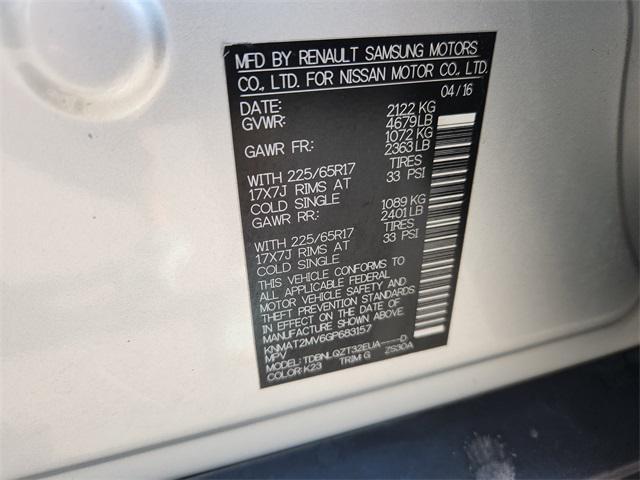 MFD BY RENAULT SAMSUNG MOTORS
CO., LTD. FOR NISSAN MOTOR CO., LTD.
04/16
DATE: 2122 KG
GVWR: 4679 LB
1072 KG
GAWR FR: 2363 LB
WITH 225/65R17 TIRES
17X7J RIMS AT 33 PSI
COLD SINGLE 1089 KG
GAWR RR: 2401 LB
WITH 225/65R17 TIRES
17X7J RIMS AT 33 PSI
COLD SINGLE
THIS VEHICLE CONFORMS TO
ALL APPLICABLE FEDERAL
MOTOR VEHICLE SAFETY AND
THEFT PREVENTION STANDARDS
IN EFFECT ON THE DATE OF
MANUFACTURE SHOWN ABOVE.
KNMAT2MV6GP683157
MPV
MODEL: TDBNLQZT32EUA----D
COLOR: K23 TRIM: G ZS30A